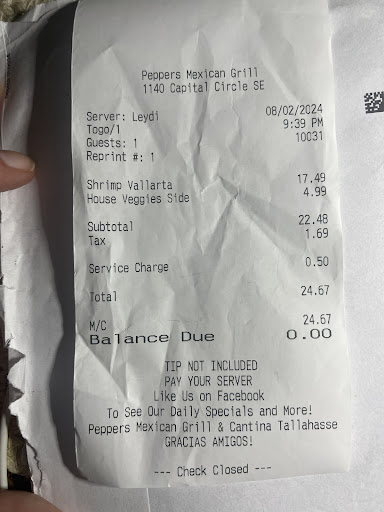 Peppers Mexican Grill
1140 Capital Circle SE
Server: Leydi 08/02/2024
Togo/1 9:39 PM
Guests: 1 10031
Reprint #: 1
Shrimp Vallarta 17.49
House Veggies Side 4.99
Subtotal 22.48
Tax 1.69
Service Charge 0.50
Total 24.67
M/C 24.67
Balance Due 0.00
TIP NOT INCLUDED
PAY YOUR SERVER
Like Us on Facebook
To See Our Daily Specials and More!
Peppers Mexican Grill & Cantina Tallahasse
GRACIAS AMIGOS!
--- Check Closed ---